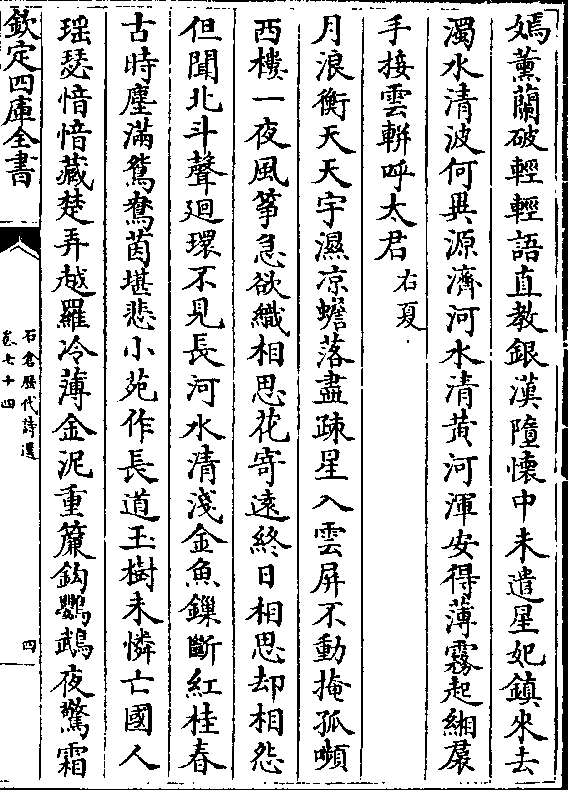 嫣薰蘭破輕輕語直教銀漢墮懷中未遣星妃鎮來去
濁水清波何異源濟河水清黄河渾安得薄霧起緗裙
手接雲軿呼太君右夏
月浪衡天天宇濕凉蟾落盡疎星入雲屏不動掩孤嚬
西樓一夜風筝急欲織相思花寄遠終日相思却相怨
但聞北斗聲廻環不見長河水清淺金魚鏁斷紅桂春
古時塵滿鴛鴦茵堪悲小苑作長道玉樹未憐亡國人
瑶瑟愔愔藏楚弄越羅冷薄金泥重簾鈎鸚鵡夜驚霜
欽定四庫全書
石倉歴代詩選
卷七十四
四